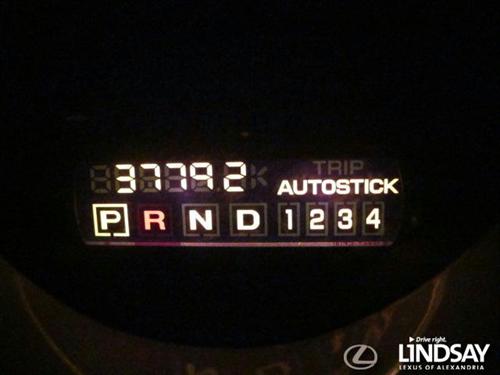 37792
TRIP
AUTOSTICK
P R N D 1 2 3 4
Drive right.
LINDSAY
LEXUS OF ALEXANDRIA